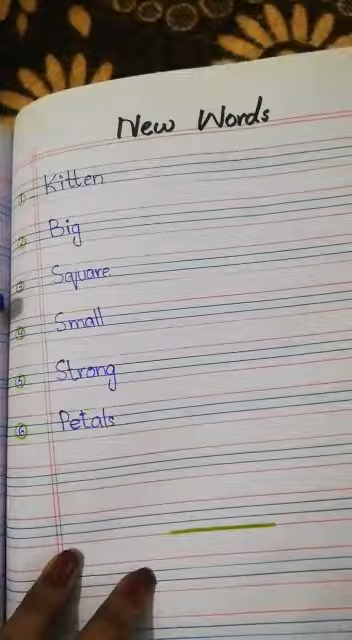 New Words
① Kitten
② Big
③ Square
④ Small
⑤ Strong
⑥ Petals